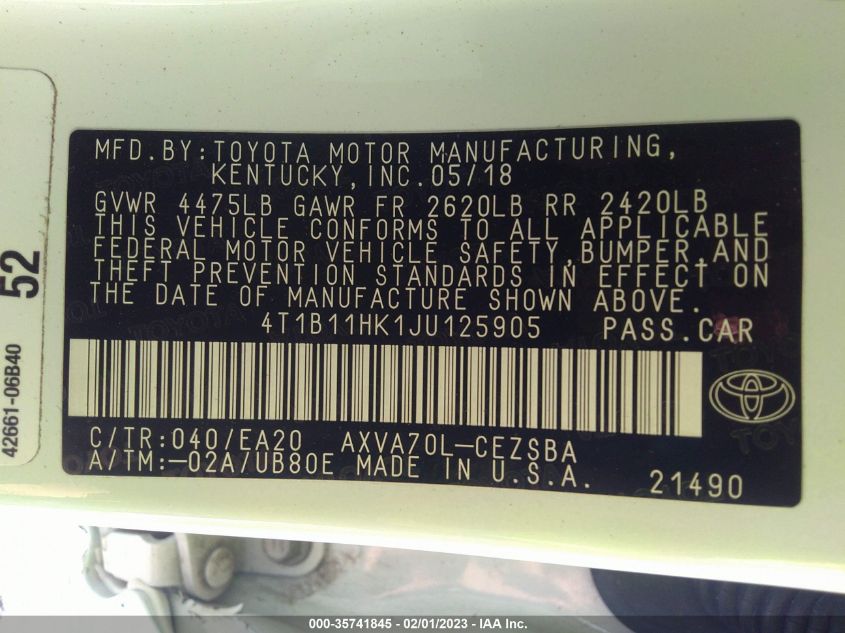 MFD.BY:TOYOTA MOTOR MANUFACTURING,
KENTUCKY,INC.05/18
GVWR 4475LB GAWR FR 2620LB RR 2420LB
THIS VEHICLE CONFORMS TO ALL APPLICABLE
FEDERAL MOTOR VEHICLE SAFETY,BUMPER,AND
THEFT PREVENTION STANDARDS IN EFFECT ON
THE DATE OF MANUFACTURE SHOWN ABOVE.
4T1B11HK1JU125905 PASS.CAR
C/TR:040/EA20 AXVA70L-CEZSBA
A/TM:-02A/UB80E MADE IN U.S.A. 21490
TOYOTA
52
42661-06B40
000-35741845 / 02/01/2023 - IAA Inc.